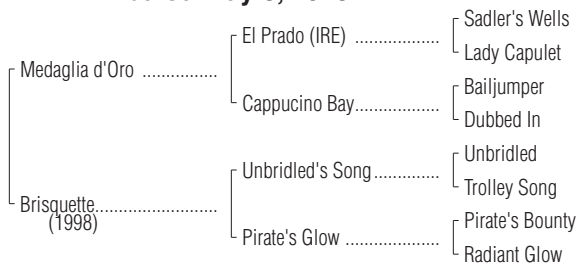 Sadler's Wells
El Prado (IRE) ..................
Lady Capulet
Medaglia d'Oro ................
Bailjumper
Cappucino Bay..................
Dubbed In
Unbridled
Unbridled's Song..............
Trolley Song
Brisquette..........................
(1998)
Pirate's Bounty
Pirate's Glow ....................
Radiant Glow